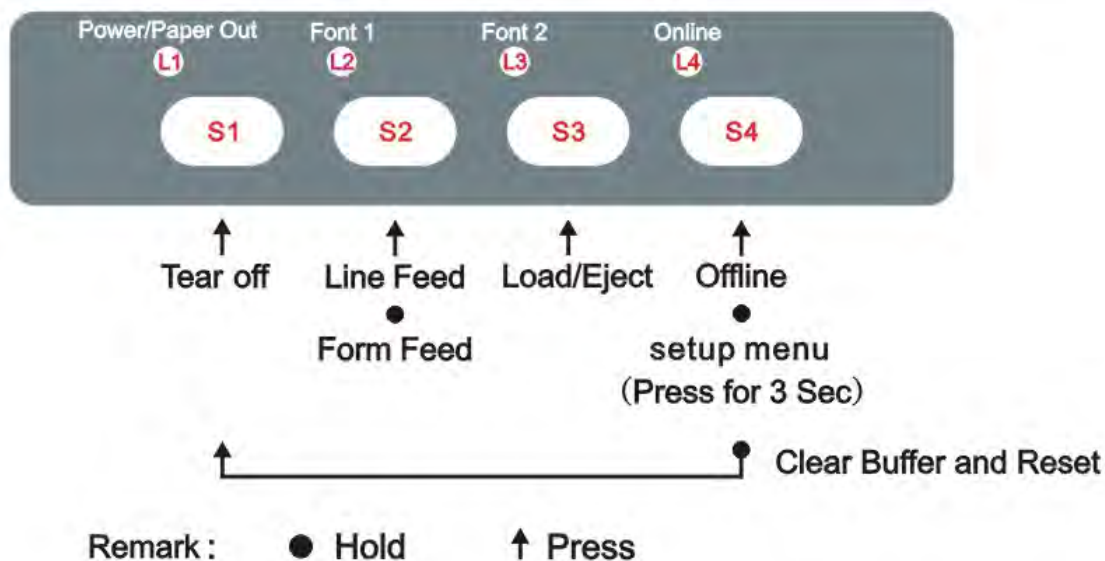 Power/Paper Out Font 1 Font 2 Online
L1 L2 L3 L4
S1 S2 S3 S4
Tear off Line Feed Load/Eject Offline
Form Feed setup menu
(Press for 3 Sec)
Clear Buffer and Reset
Remark : Hold Press